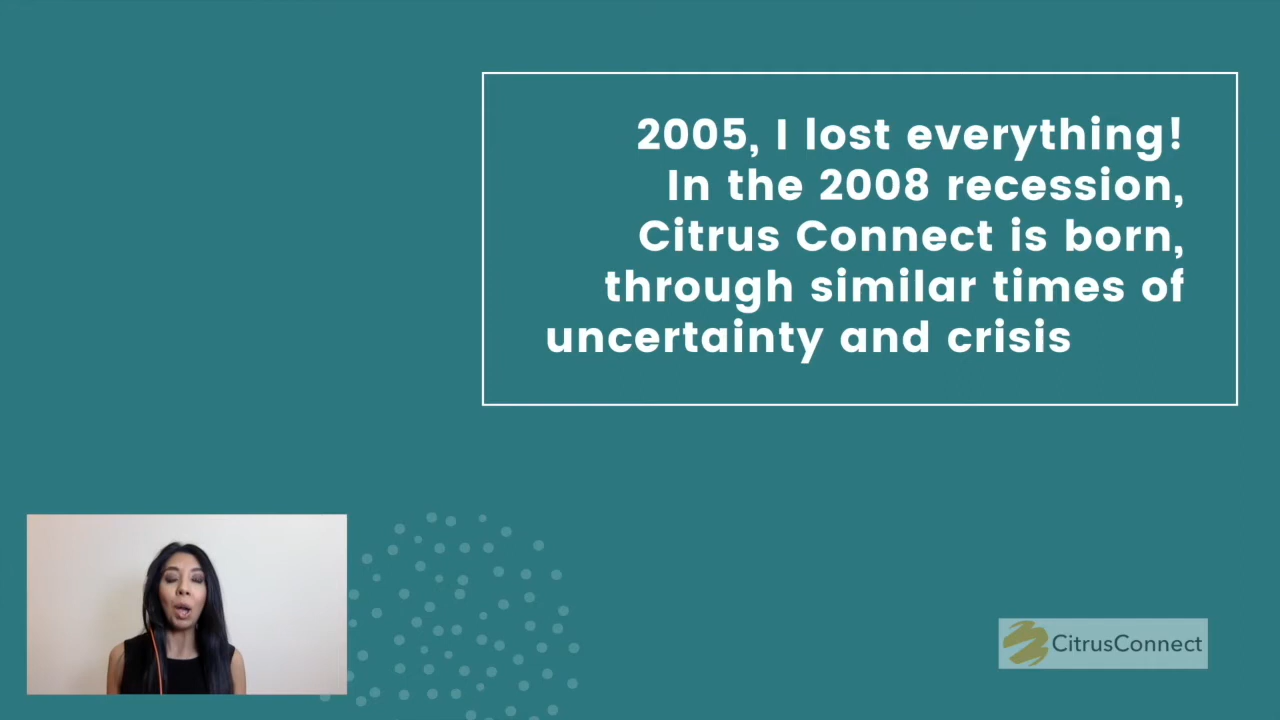 2005, I lost everything!
In the 2008 recession,
Citrus Connect is born,
through similar times of
uncertainty and crisis
CitrusConnect